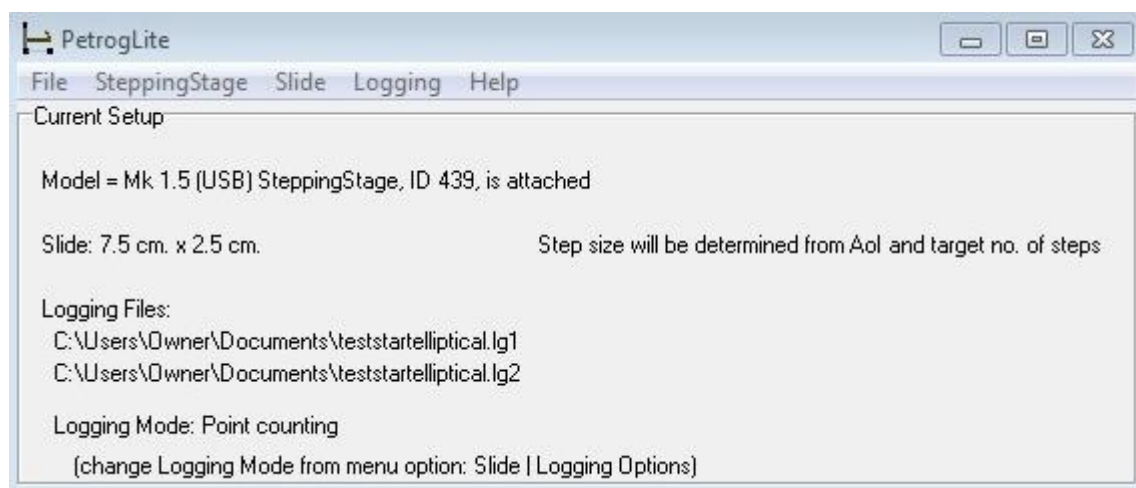 PetrogLite
File SteppingStage Slide Logging Help
Current Setup
Model = Mk 1.5 (USB) SteppingStage, ID 439, is attached
Slide: 7.5 cm. x 2.5 cm. Step size will be determined from AoI and target no. of steps
Logging Files:
C:\Users\Owner\Documents\teststartelliptical.lg1
C:\Users\Owner\Documents\teststartelliptical.lg2
Logging Mode: Point counting
(change Logging Mode from menu option: Slide | Logging Options)